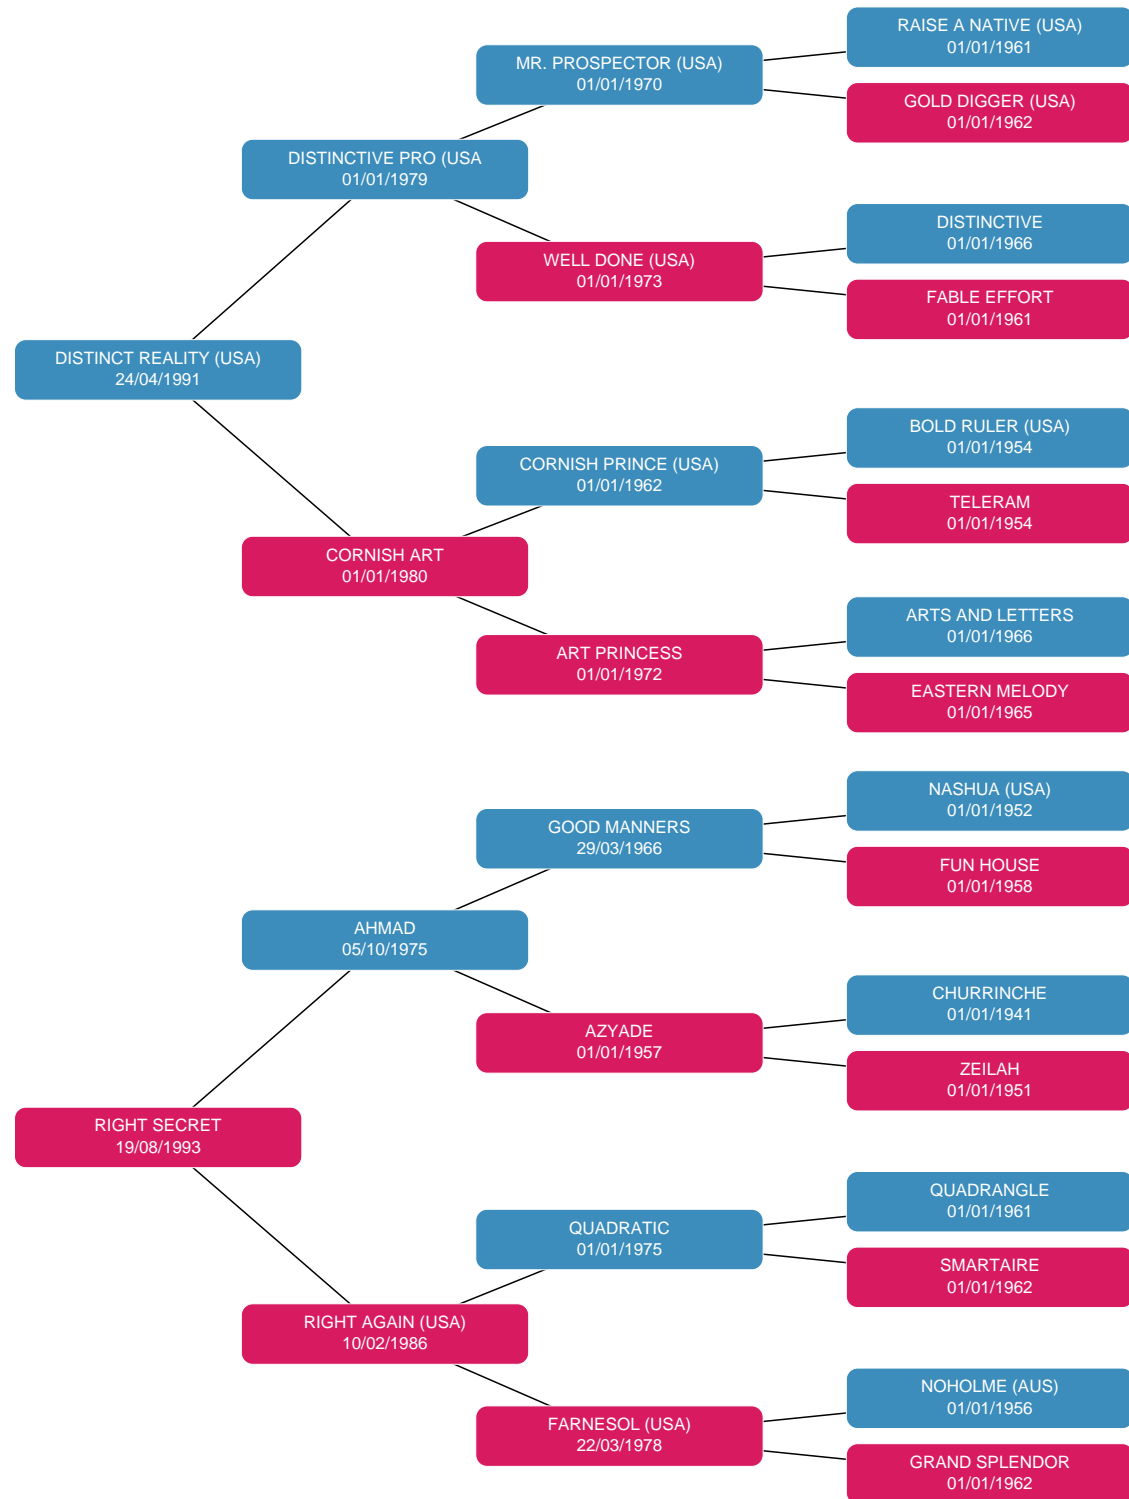 RAISE A NATIVE (USA)
01/01/1961
MR. PROSPECTOR (USA)
01/01/1970
GOLD DIGGER (USA)
01/01/1962
DISTINCTIVE PRO (USA
01/01/1979
DISTINCTIVE
01/01/1966
WELL DONE (USA)
01/01/1973
FABLE EFFORT
01/01/1961
DISTINCT REALITY (USA)
24/04/1991
BOLD RULER (USA)
01/01/1954
CORNISH PRINCE (USA)
01/01/1962
TELERAM
01/01/1954
CORNISH ART
01/01/1980
ARTS AND LETTERS
01/01/1966
ART PRINCESS
01/01/1972
EASTERN MELODY
01/01/1965
NASHUA (USA)
01/01/1952
GOOD MANNERS
29/03/1966
FUN HOUSE
01/01/1958
AHMAD
05/10/1975
CHURRINCHE
01/01/1941
AZYADE
01/01/1957
ZEILAH
01/01/1951
RIGHT SECRET
19/08/1993
QUADRANGLE
01/01/1961
QUADRATIC
01/01/1975
SMARTAIRE
01/01/1962
RIGHT AGAIN (USA)
10/02/1986
NOHOLME (AUS)
01/01/1956
FARNESOL (USA)
22/03/1978
GRAND SPLENDOR
01/01/1962